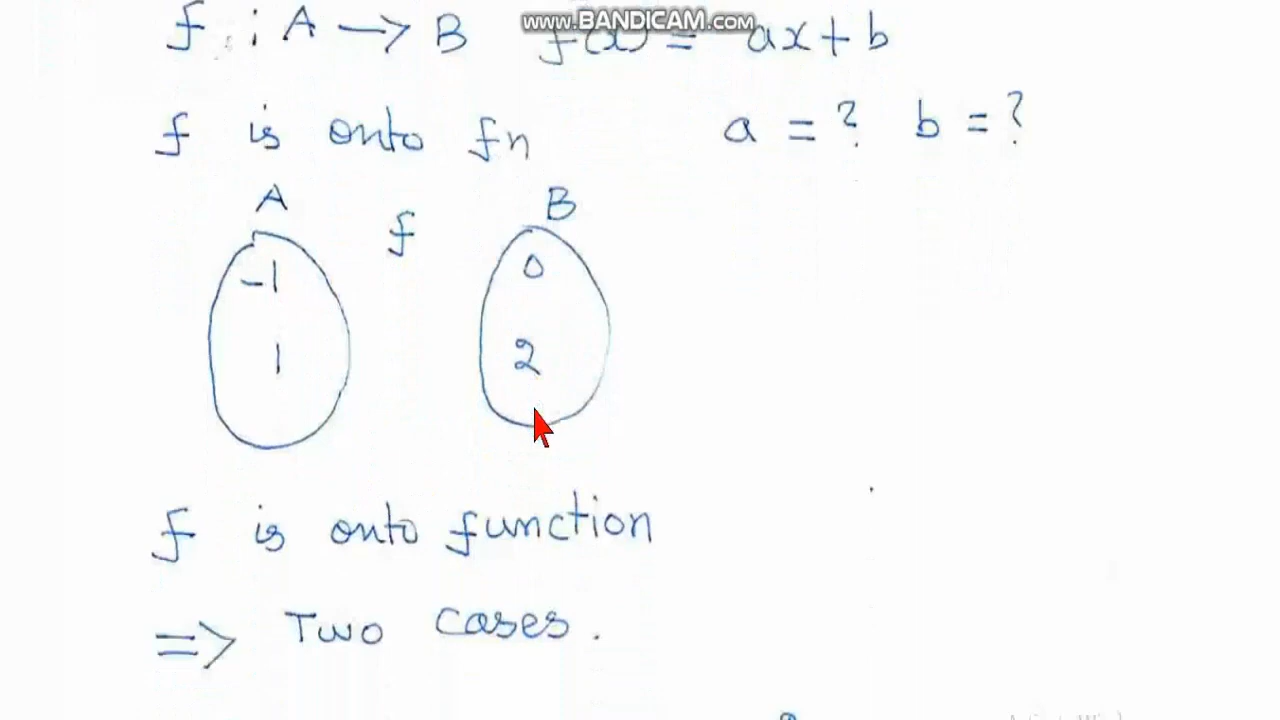 www.BANDICAM.com
f : A → B f(x) = ax + b
f is onto fn a = ? b = ?
A f B
-1 0
1 2
f is onto function
=> Two cases.